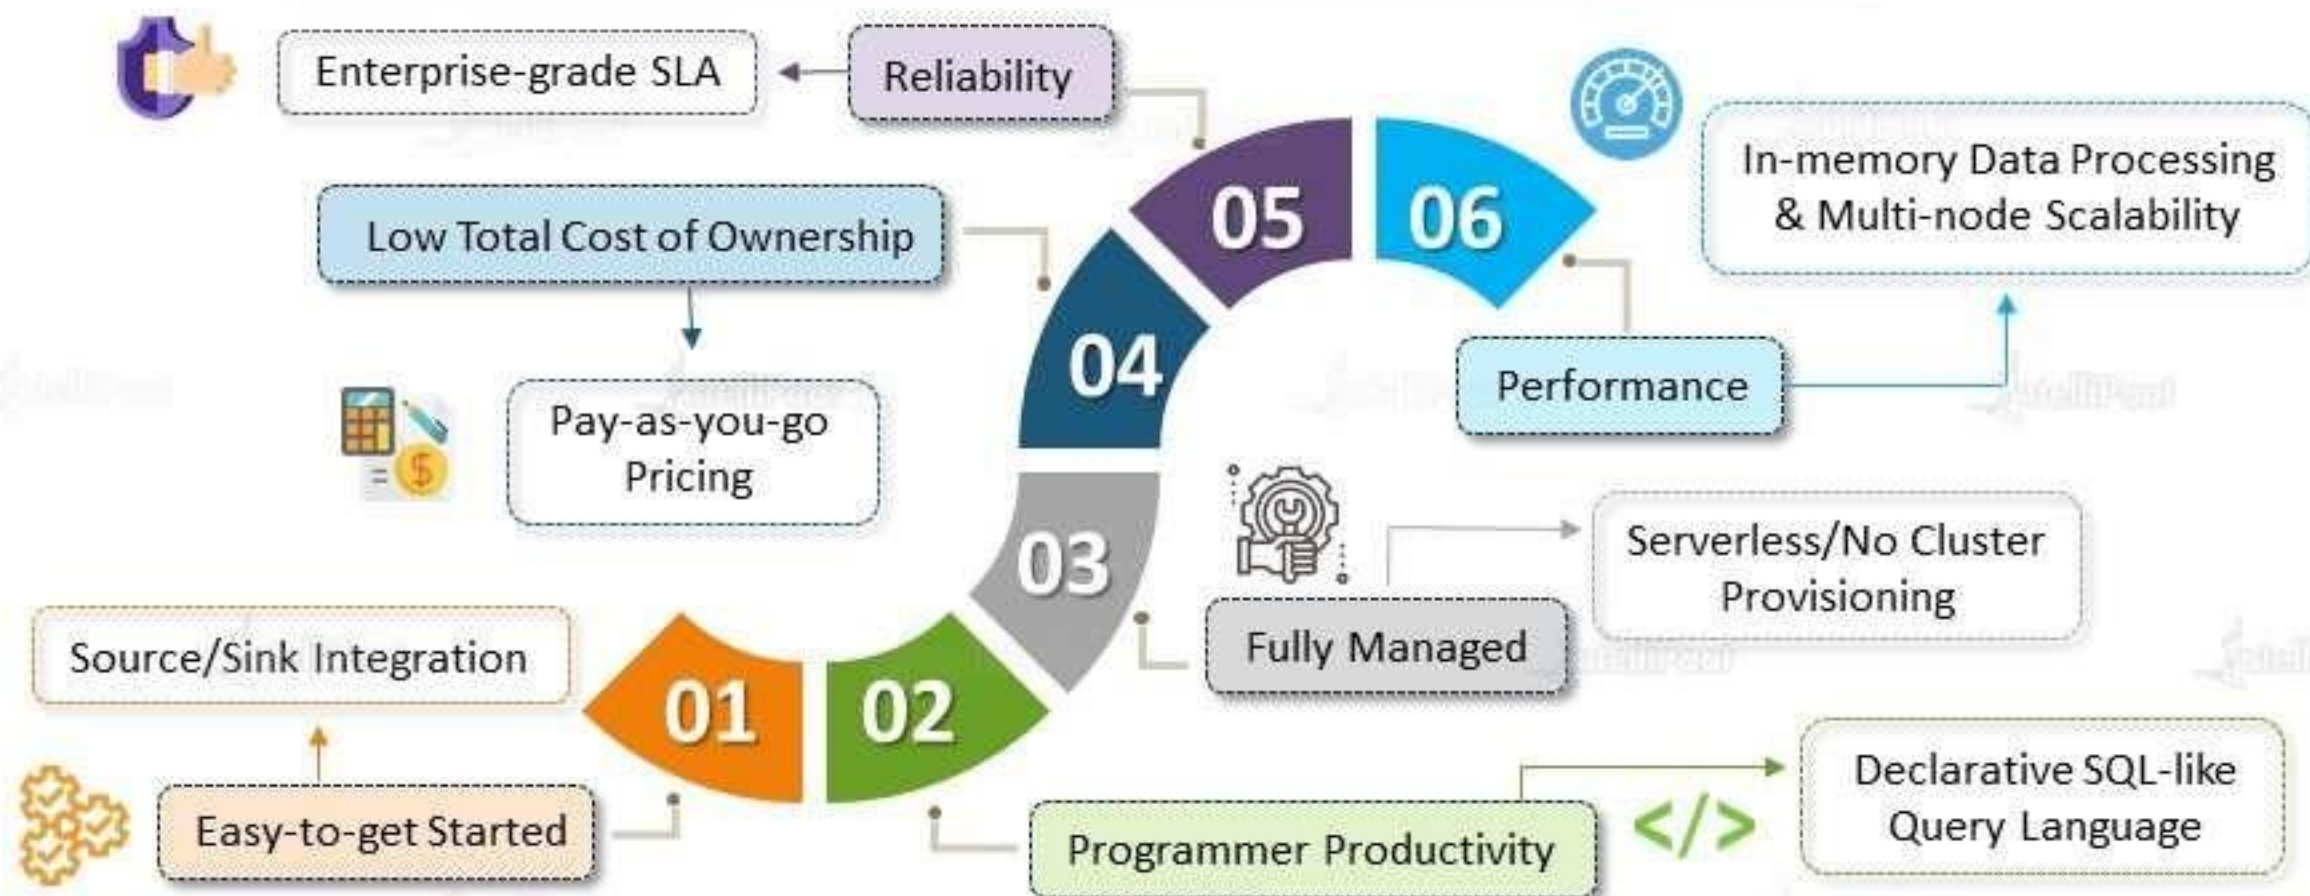 Enterprise-grade SLA
Reliability
05
06
In-memory Data Processing
& Multi-node Scalability
Low Total Cost of Ownership
04
Performance
Pay-as-you-go
Pricing
03
Serverless/No Cluster
Provisioning
Fully Managed
Source/Sink Integration
01
02
Easy-to-get Started
Programmer Productivity
</>
Declarative SQL-like
Query Language